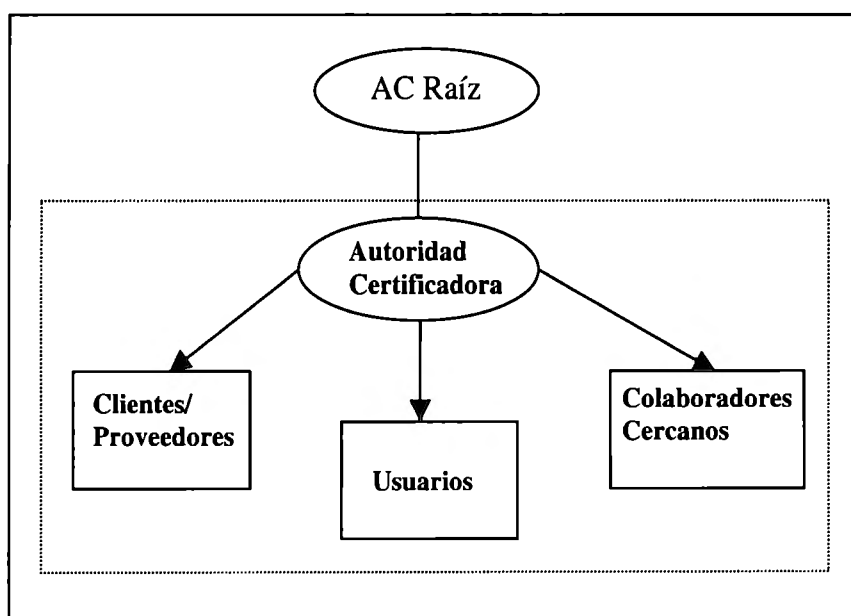 AC Raíz
Autoridad
Certificadora
Clientes/
Proveedores
Usuarios
Colaboradores
Cercanos